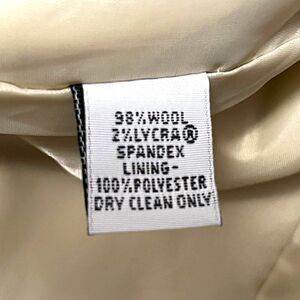 98%WOOL
2%LYCRA®
SPANDEX
LINING-
100%POLYESTER
DRY CLEAN ONLY